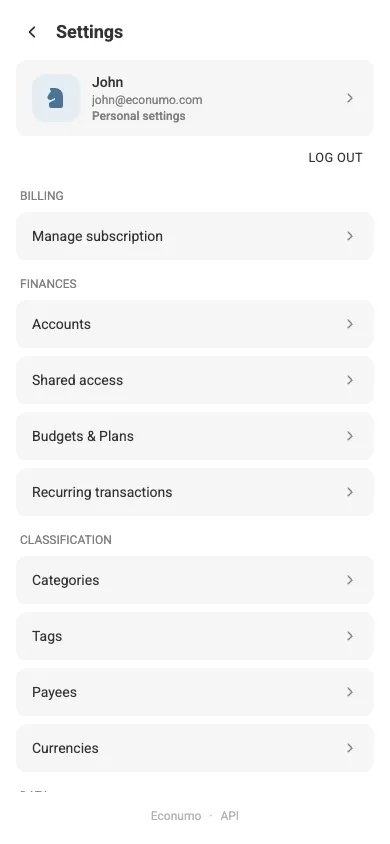 Settings
John
john@econumo.com
Personal settings
LOG OUT
BILLING
Manage subscription
FINANCES
Accounts
Shared access
Budgets & Plans
Recurring transactions
CLASSIFICATION
Categories
Tags
Payees
Currencies
Econumo · API